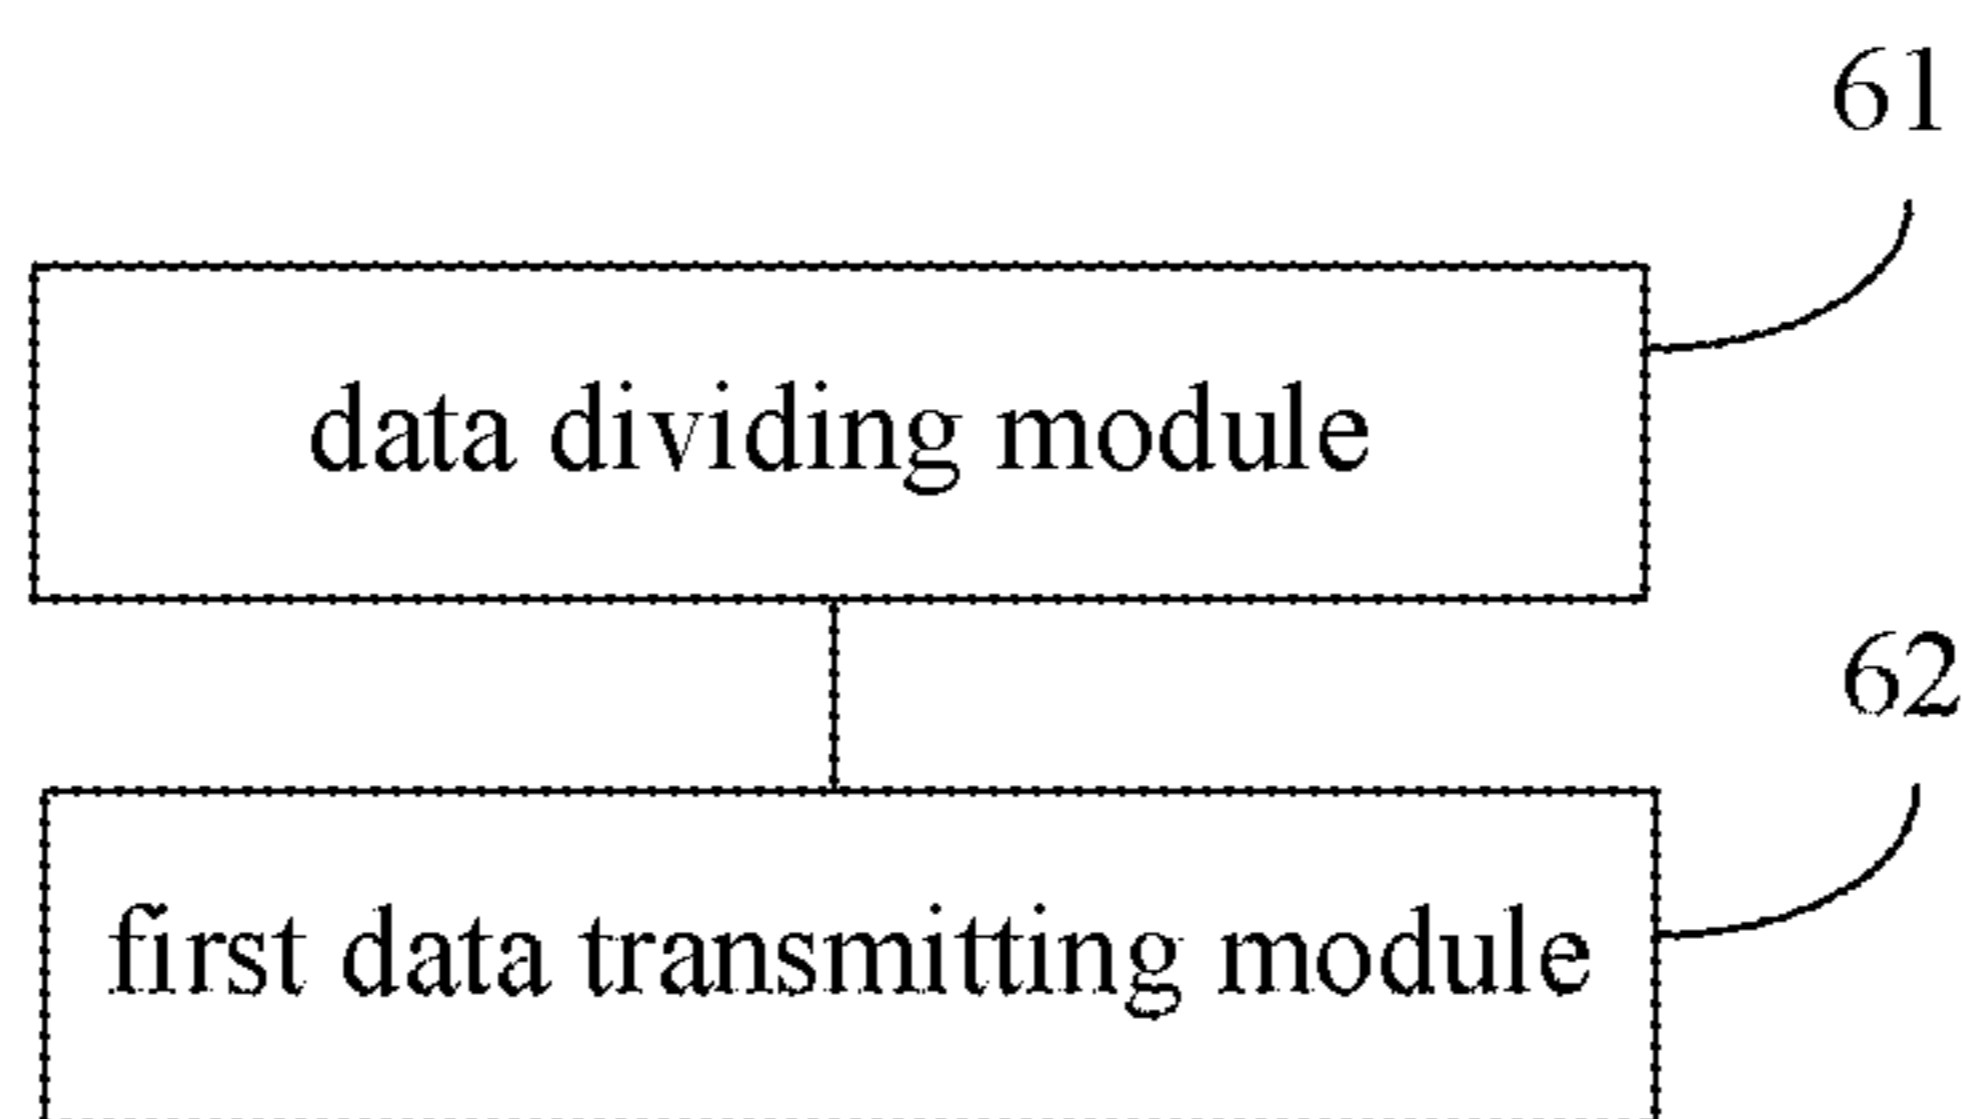 61
data dividing module
62
first data transmitting module